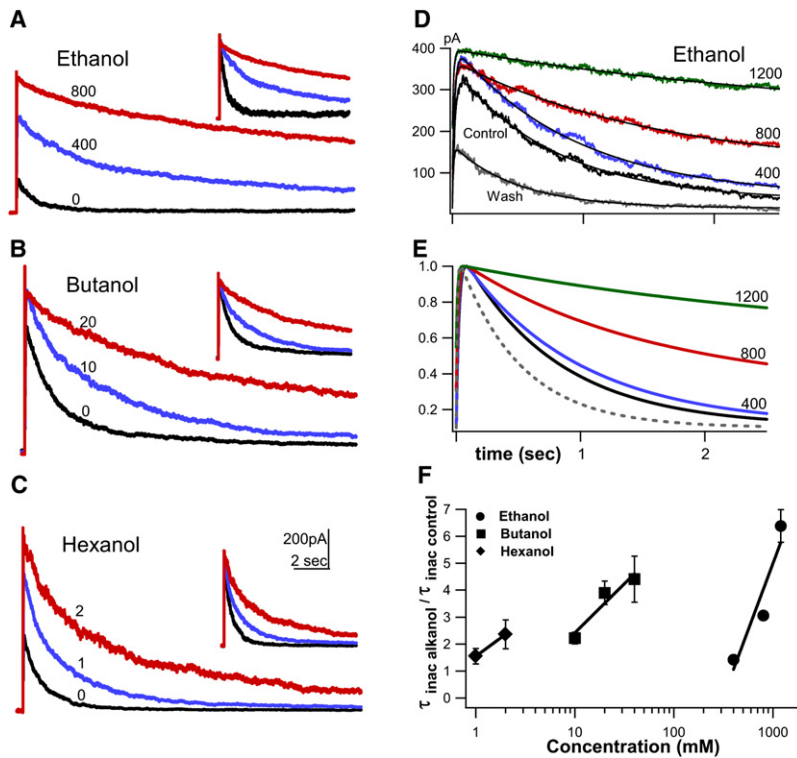 A
Ethanol
800
400
0
B
Butanol
20
10
0
C
Hexanol
200pA
2 sec
2
1
0
D
pA
Ethanol
400
300
200
100
1200
800
400
Control
Wash
E
1.0
0.8
0.6
0.4
0.2
1200
800
400
time (sec)
1
2
F
7
6
5
4
3
2
1
0
Ethanol
Butanol
Hexanol
τ inac alkanol / τ inac control
1
10
100
1000
Concentration (mM)